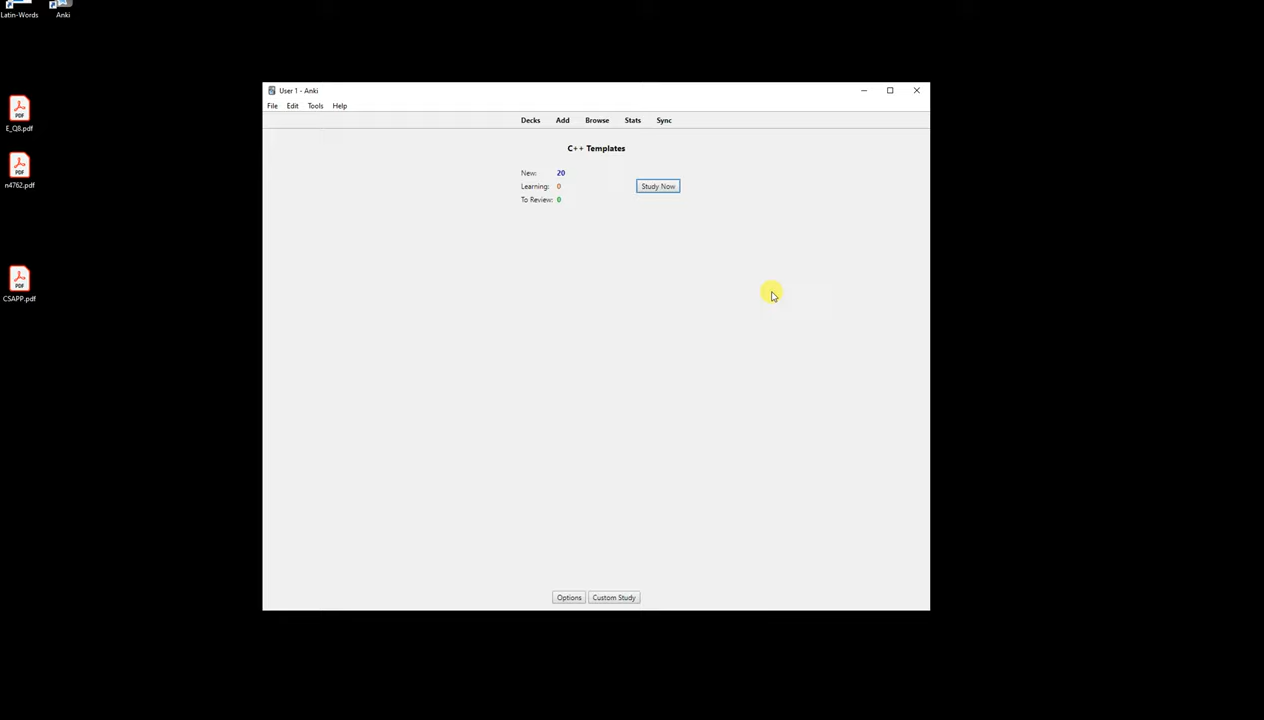 Latin-Words
Anki
E_Q8.pdf
n4762.pdf
CSAPP.pdf
User 1 - Anki
File Edit Tools Help
Decks Add Browse Stats Sync
C++ Templates
New: 20
Learning: 0
To Review: 0
Study Now
Options Custom Study